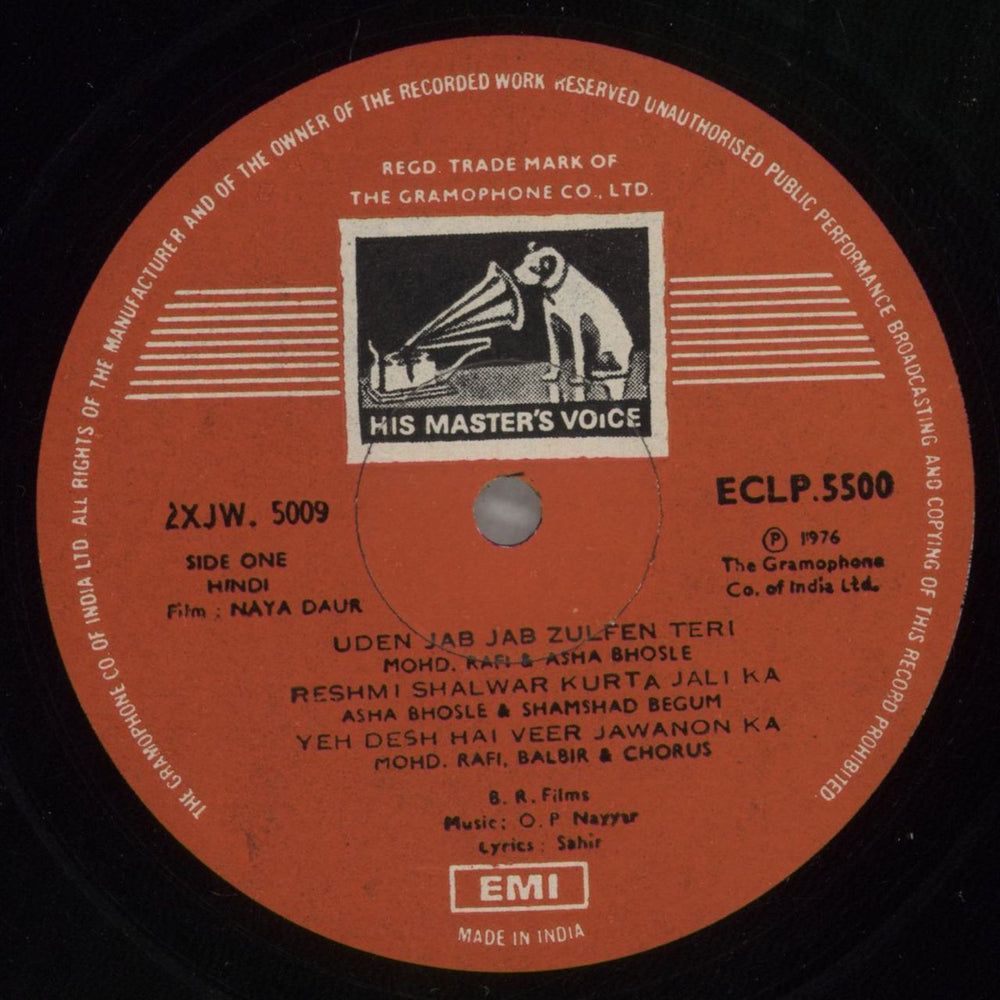 THE GRAMOPHONE CO. OF INDIA LTD. ALL RIGHTS OF THE MANUFACTURER AND OF THE OWNER OF THE RECORDED WORK RESERVED UNAUTHORISED PUBLIC PERFORMANCE BROADCASTING AND COPYING OF THIS RECORD PROHIBITED.
REGD. TRADE MARK OF
THE GRAMOPHONE CO., LTD.
HIS MASTER'S VOICE
2XJW. 5009
SIDE ONE
HINDI
Film : NAYA DAUR
ECLP.5500
Ⓟ 1976
The Gramophone
Co. of India Ltd.
UDEN JAB JAB ZULFEN TERI
MOHD. RAFI & ASHA BHOSLE
RESHMI SHALWAR KURTA JALI KA
ASHA BHOSLE & SHAMSHAD BEGUM
YEH DESH HAI VEER JAWANON KA
MOHD. RAFI, BALBIR & CHORUS
B. R. Films
Music: O. P Nayyar
Lyrics : Sahir
EMI
MADE IN INDIA